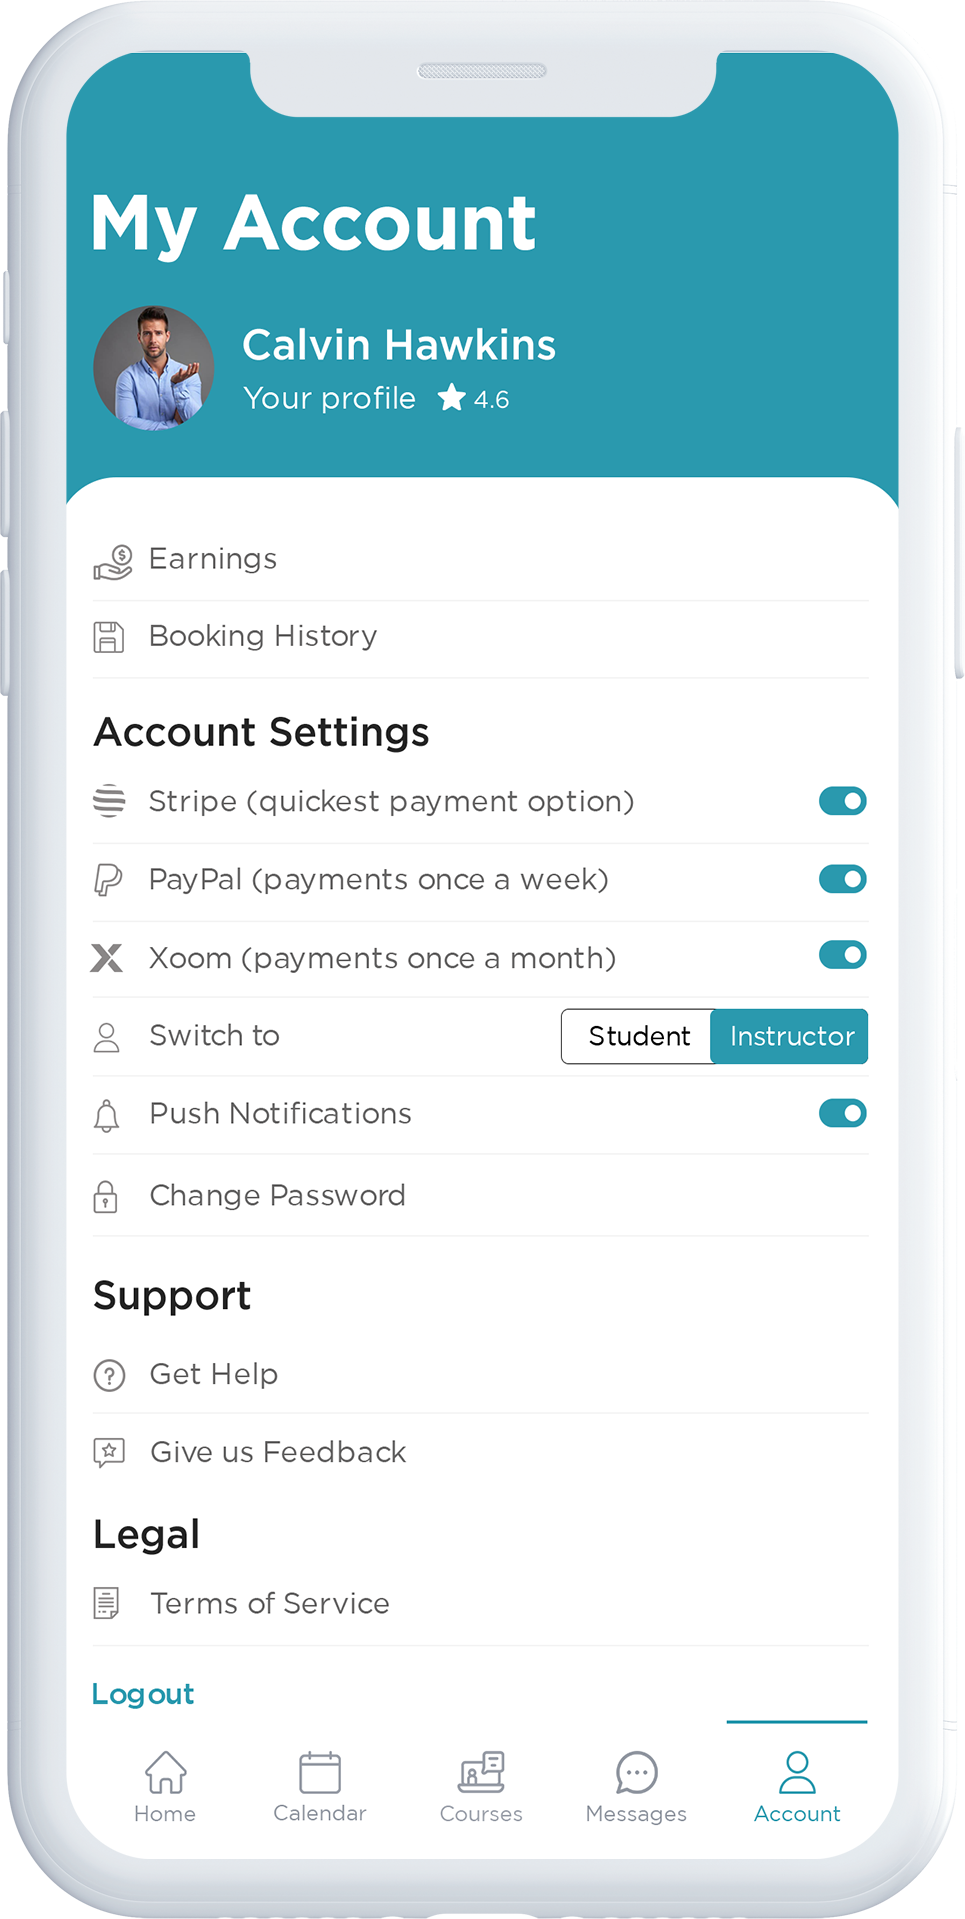 My Account
Calvin Hawkins
Your profile ★ 4.6
Earnings
Booking History
Account Settings
Stripe (quickest payment option)
PayPal (payments once a week)
Xoom (payments once a month)
Switch to Student Instructor
Push Notifications
Change Password
Support
Get Help
Give us Feedback
Legal
Terms of Service
Logout
Home Calendar Courses Messages Account